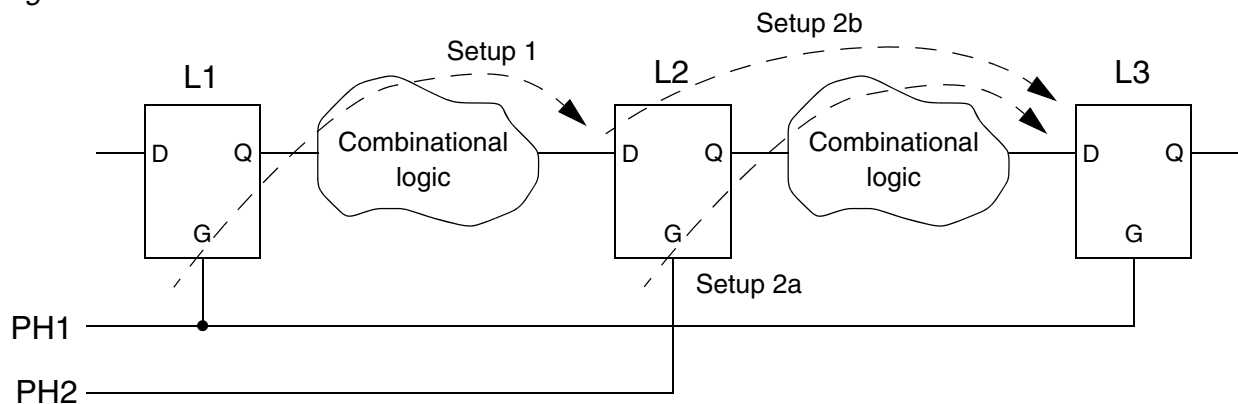 Setup 1
Setup 2b
L1
L2
L3
D
Q
Combinational
logic
D
Q
Combinational
logic
D
Q
G
G
G
Setup 2a
PH1
PH2